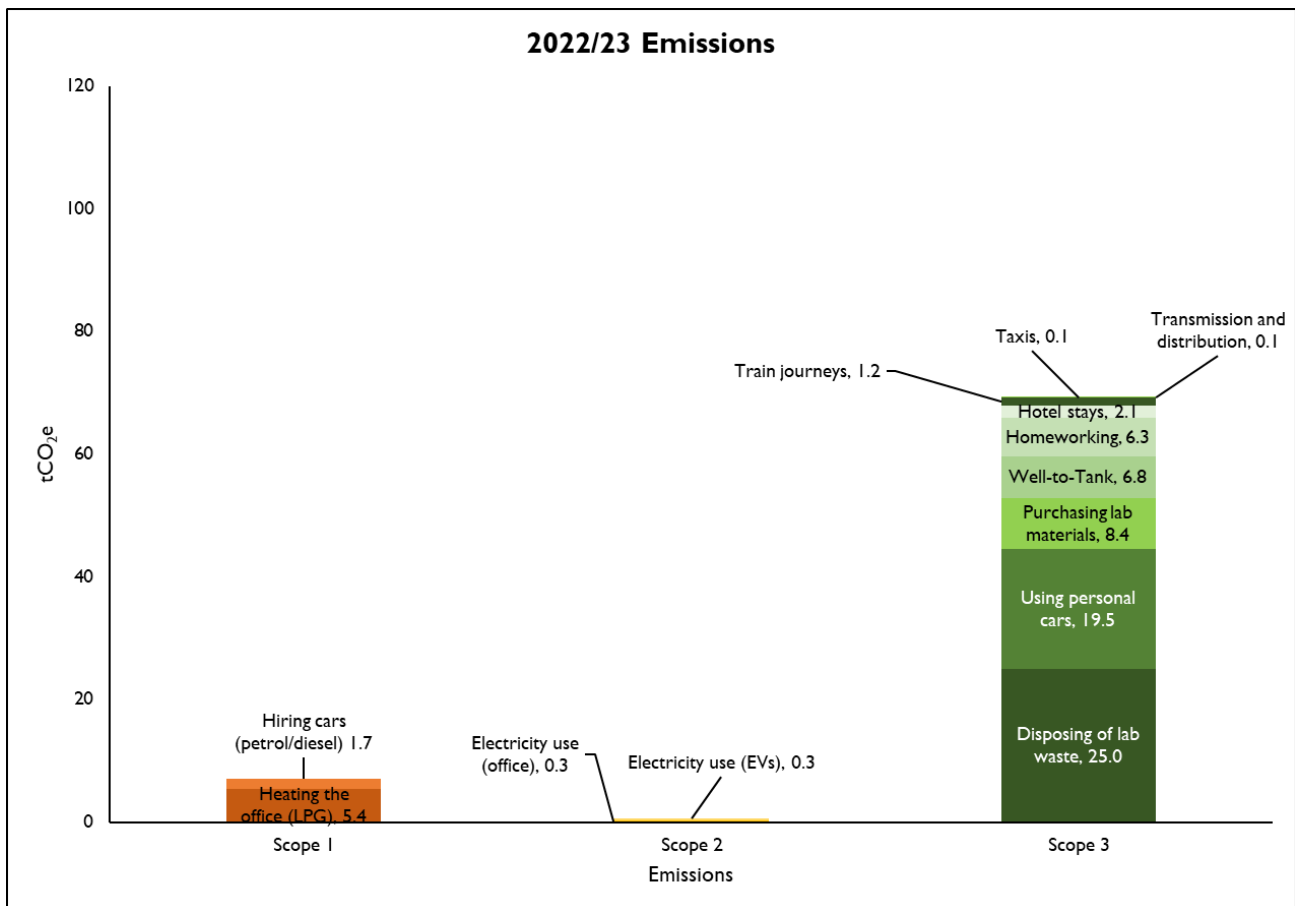 2022/23 Emissions
120
100
80
60
40
20
0
tCO₂e
Hiring cars
(petrol/diesel) 1.7
Heating the
office (LPG), 5.4
Electricity use
(office), 0.3
Electricity use (EVs), 0.3
Train journeys, 1.2
Taxis, 0.1
Transmission and
distribution, 0.1
Hotel stays, 2.1
Homeworking, 6.3
Well-to-Tank, 6.8
Purchasing lab
materials, 8.4
Using personal
cars, 19.5
Disposing of lab
waste, 25.0
Scope 1
Scope 2
Scope 3
Emissions